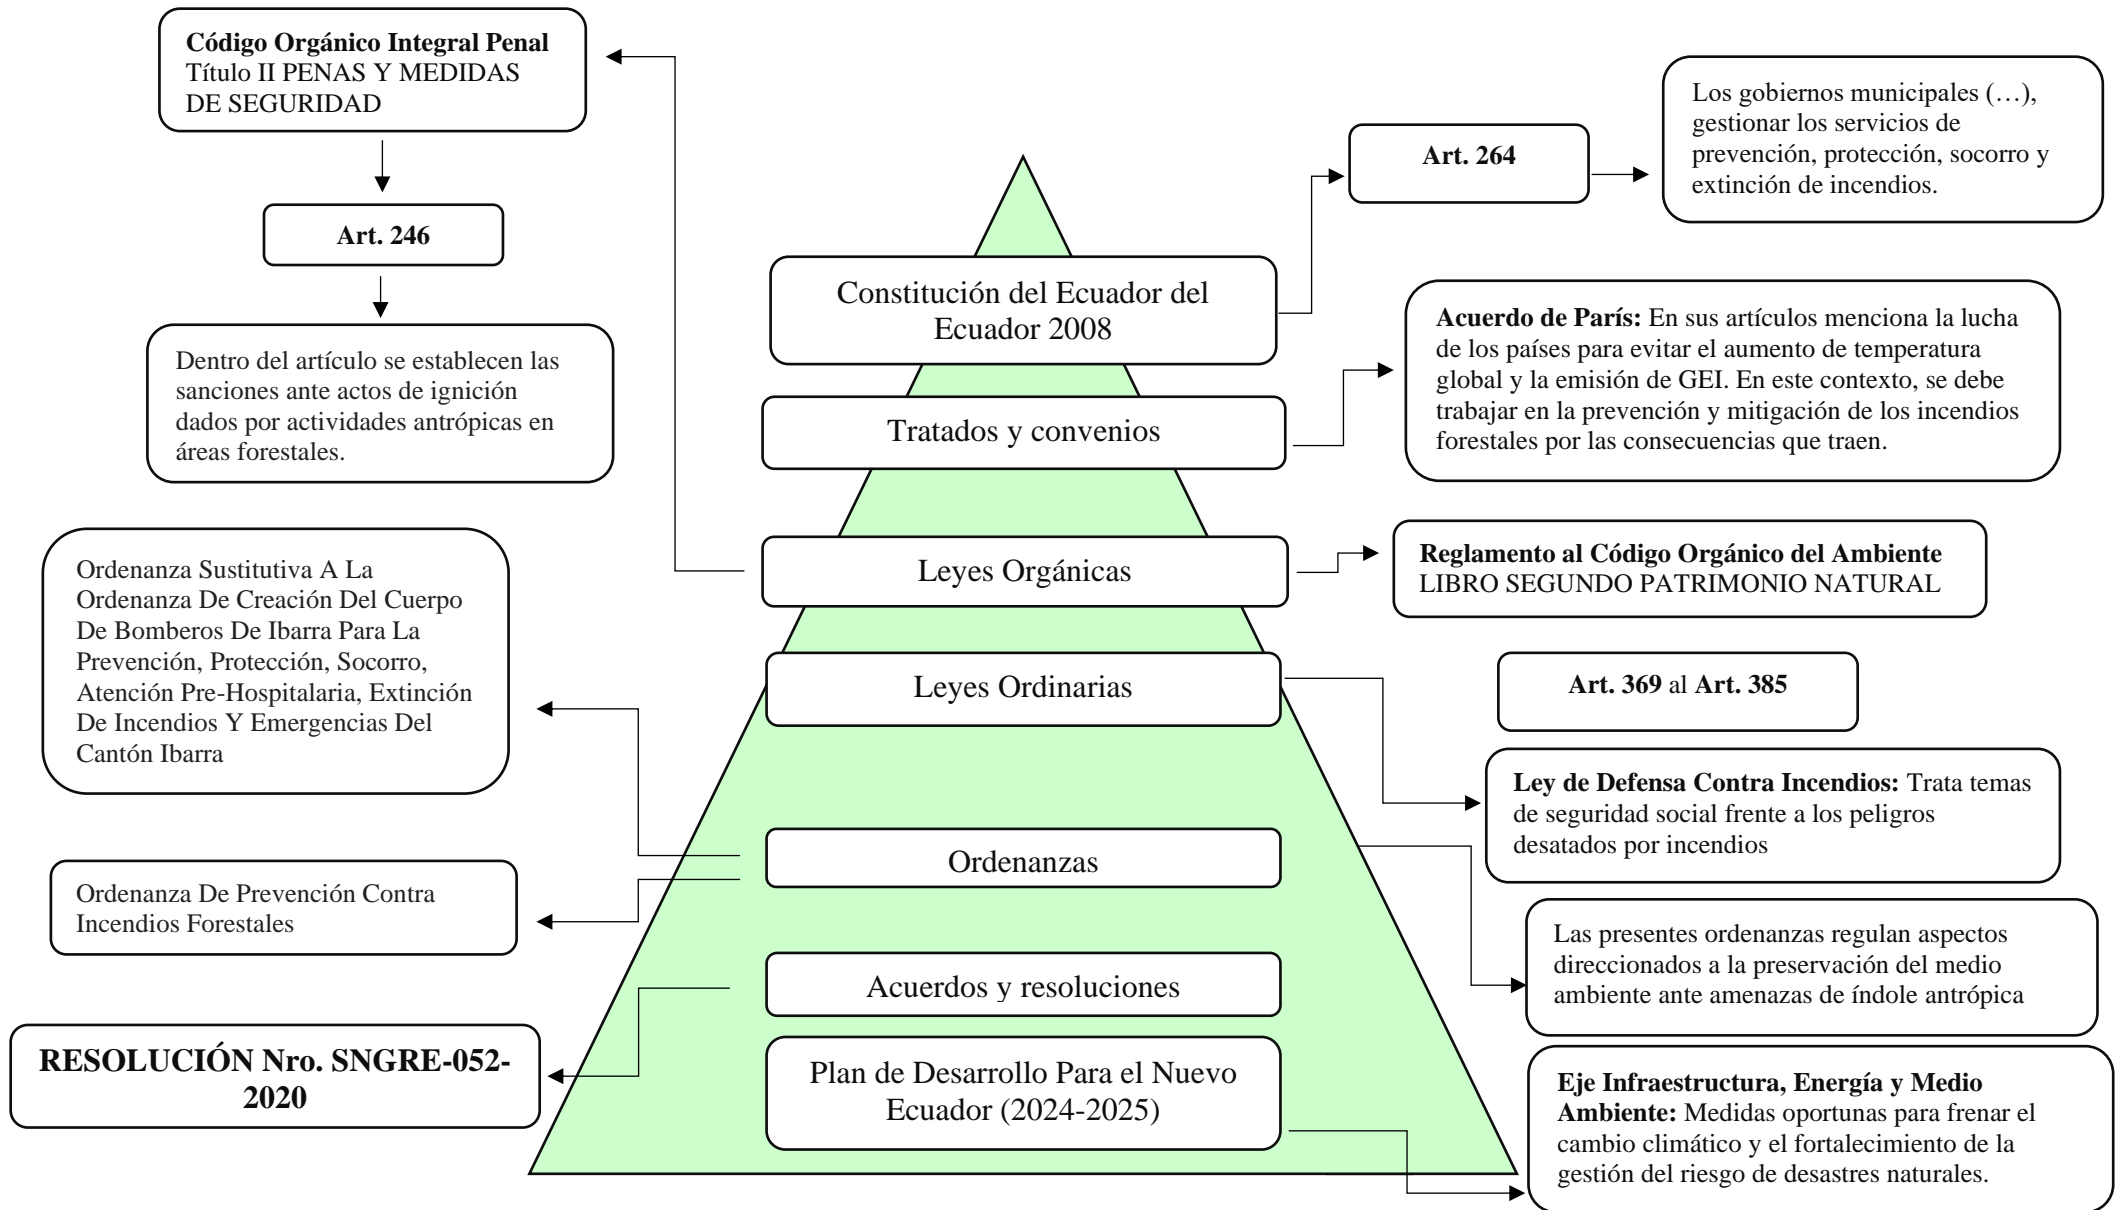 Código Orgánico Integral Penal
Título II PENAS Y MEDIDAS
DE SEGURIDAD
Art. 246
Dentro del artículo se establecen las
sanciones ante actos de ignición
dados por actividades antrópicas en
áreas forestales.
Ordenanza Sustitutiva A La
Ordenanza De Creación Del Cuerpo
De Bomberos De Ibarra Para La
Prevención, Protección, Socorro,
Atención Pre-Hospitalaria, Extinción
De Incendios Y Emergencias Del
Cantón Ibarra
Ordenanza De Prevención Contra
Incendios Forestales
RESOLUCIÓN Nro. SNGRE-052-
2020
Constitución del Ecuador del
Ecuador 2008
Tratados y convenios
Leyes Orgánicas
Leyes Ordinarias
Ordenanzas
Acuerdos y resoluciones
Plan de Desarrollo Para el Nuevo
Ecuador (2024-2025)
Art. 264
Los gobiernos municipales (…),
gestionar los servicios de
prevención, protección, socorro y
extinción de incendios.
Acuerdo de París: En sus artículos menciona la lucha
de los países para evitar el aumento de temperatura
global y la emisión de GEI. En este contexto, se debe
trabajar en la prevención y mitigación de los incendios
forestales por las consecuencias que traen.
Reglamento al Código Orgánico del Ambiente
LIBRO SEGUNDO PATRIMONIO NATURAL
Art. 369 al Art. 385
Ley de Defensa Contra Incendios: Trata temas
de seguridad social frente a los peligros
desatados por incendios
Las presentes ordenanzas regulan aspectos
direccionados a la preservación del medio
ambiente ante amenazas de índole antrópica
Eje Infraestructura, Energía y Medio
Ambiente: Medidas oportunas para frenar el
cambio climático y el fortalecimiento de la
gestión del riesgo de desastres naturales.